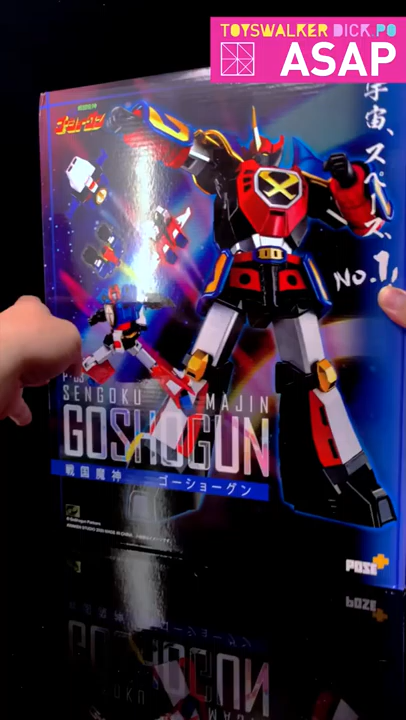 TOYSWALKER DICK.PO
ASAP
ゴーショーグン
宇宙、スペース、
NO.1,
SENGOKU MAJIN
GOSHOGUN
戦国魔神 ゴーショーグン
POSE+